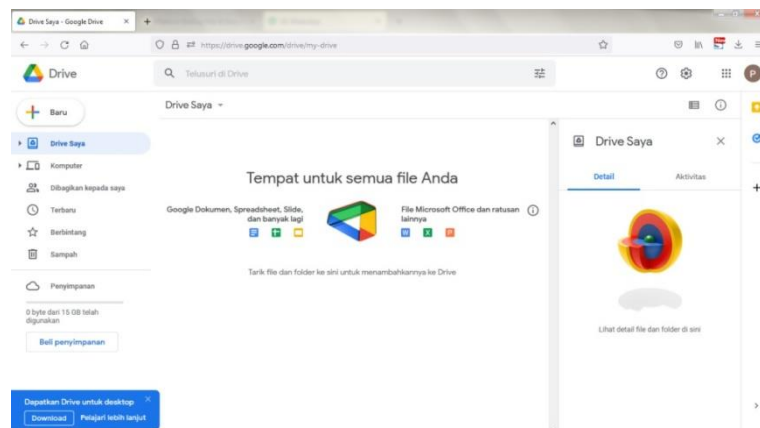 Drive Saya - Google Drive
https://drive.google.com/drive/my-drive
Drive
Telusuri di Drive
P
Baru
Drive Saya
Drive Saya
Komputer
Dibagikan kepada saya
Terbaru
Berbintang
Sampah
Penyimpanan
0 byte dari 15 GB telah
digunakan
Beli penyimpanan
Tempat untuk semua file Anda
Google Dokumen, Spreadsheet, Slide,
dan banyak lagi
File Microsoft Office dan ratusan
lainnya
Tarik file dan folder ke sini untuk menambahkannya ke Drive
Drive Saya
Detail
Aktivitas
Lihat detail file dan folder di sini
Dapatkan Drive untuk desktop
Download
Pelajari lebih lanjut